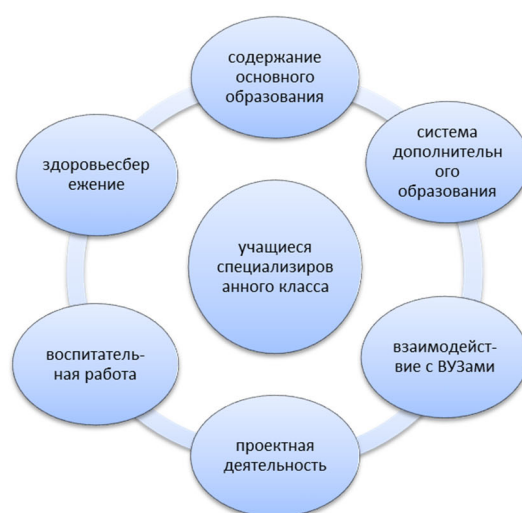 содержание
основного
образования
система
дополнительн
ого
образования
здоровьесбер
ежение
учащиеся
специализиров
анного класса
взаимодейст-
вие с ВУЗами
воспитатель-
ная работа
проектная
деятельность